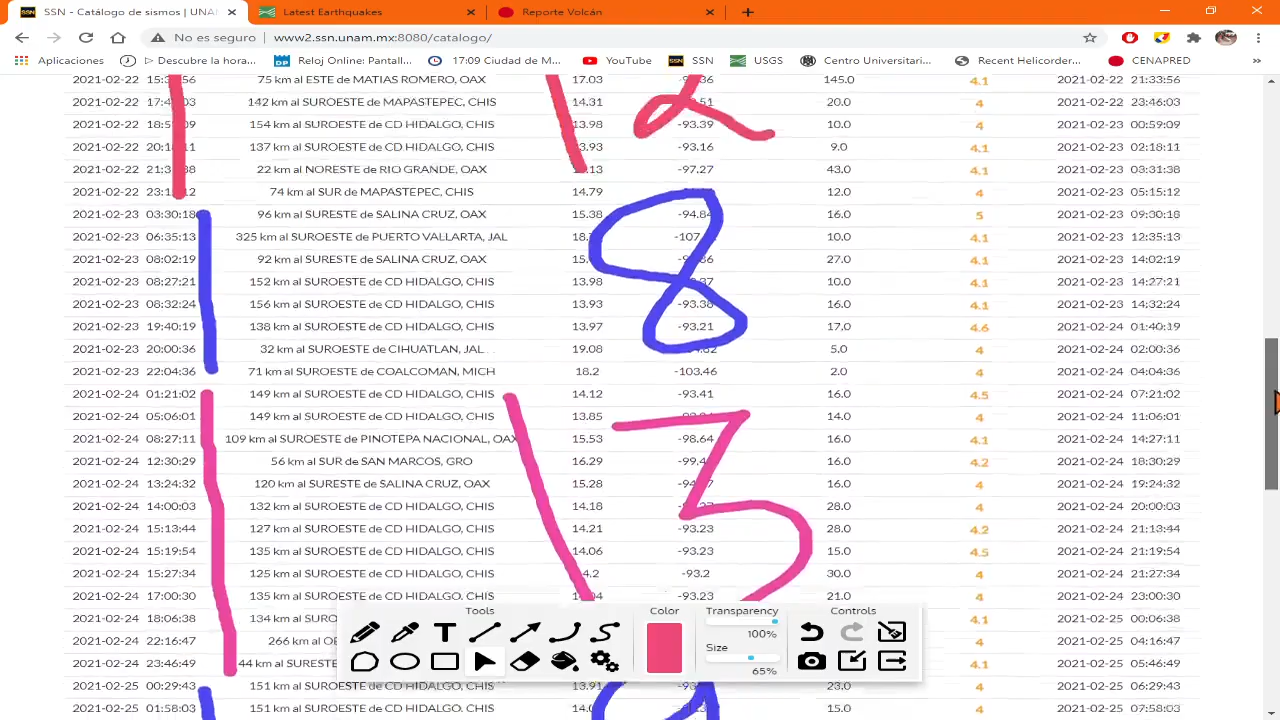 SSN - Catálogo de sismos | UNAM
Latest Earthquakes
Reporte Volcán
No es seguro | www2.ssn.unam.mx:8080/catalogo/
Aplicaciones
ᐅ Descubre la hora...
Reloj Online: Pantall...
17:09 Ciudad de M...
YouTube
SSN
USGS
Centro Universitari...
Recent Helicorder...
CENAPRED
»
2021-02-22 75 km al ESTE de MATIAS ROMERO, OAX 17.03 145.0 4.1 2021-02-22 21:33:56
2021-02-22 142 km al SUROESTE de MAPASTEPEC, CHIS 14.31 20.0 4 2021-02-22 23:46:03
2021-02-22 154 km al SUROESTE de CD HIDALGO, CHIS 13.98 -93.39 10.0 4 2021-02-23 00:59:09
2021-02-22 137 km al SUROESTE de CD HIDALGO, CHIS -93.16 9.0 4.1 2021-02-23 02:18:11
2021-02-22 22 km al NORESTE de RIO GRANDE, OAX -97.27 43.0 4.1 2021-02-23 03:31:38
2021-02-22 74 km al SUR de MAPASTEPEC, CHIS 14.79 12.0 4 2021-02-23 05:15:12
2021-02-23 03:30:18 96 km al SURESTE de SALINA CRUZ, OAX 15.38 -94.84 16.0 5 2021-02-23 09:30:18
2021-02-23 06:35:13 325 km al SUROESTE de PUERTO VALLARTA, JAL 10.0 4.1 2021-02-23 12:35:13
2021-02-23 08:02:19 92 km al SURESTE de SALINA CRUZ, OAX 27.0 4.1 2021-02-23 14:02:19
2021-02-23 08:27:21 152 km al SUROESTE de CD HIDALGO, CHIS 13.98 10.0 4.1 2021-02-23 14:27:21
2021-02-23 08:32:24 156 km al SUROESTE de CD HIDALGO, CHIS 13.93 -93.38 16.0 4.1 2021-02-23 14:32:24
2021-02-23 19:40:19 138 km al SUROESTE de CD HIDALGO, CHIS 13.97 -93.21 17.0 4.6 2021-02-24 01:40:19
2021-02-23 20:00:36 32 km al SUROESTE de CIHUATLAN, JAL 19.08 5.0 4 2021-02-24 02:00:36
2021-02-23 22:04:36 71 km al SUROESTE de COALCOMAN, MICH 18.2 -103.46 2.0 4 2021-02-24 04:04:36
2021-02-24 01:21:02 149 km al SUROESTE de CD HIDALGO, CHIS 14.12 -93.41 16.0 4.5 2021-02-24 07:21:02
2021-02-24 05:06:01 149 km al SUROESTE de CD HIDALGO, CHIS 13.85 14.0 4 2021-02-24 11:06:01
2021-02-24 08:27:11 109 km al SUROESTE de PINOTEPA NACIONAL, OAX 15.53 -98.64 16.0 4.1 2021-02-24 14:27:11
2021-02-24 12:30:29 56 km al SUR de SAN MARCOS, GRO 16.29 16.0 4.2 2021-02-24 18:30:29
2021-02-24 13:24:32 120 km al SURESTE de SALINA CRUZ, OAX 15.28 16.0 4 2021-02-24 19:24:32
2021-02-24 14:00:03 132 km al SUROESTE de CD HIDALGO, CHIS 14.18 28.0 4 2021-02-24 20:00:03
2021-02-24 15:13:44 127 km al SUROESTE de CD HIDALGO, CHIS 14.21 -93.23 28.0 4.2 2021-02-24 21:13:44
2021-02-24 15:19:54 135 km al SUROESTE de CD HIDALGO, CHIS 14.06 -93.23 15.0 4.5 2021-02-24 21:19:54
2021-02-24 15:27:34 125 km al SUROESTE de CD HIDALGO, CHIS -93.2 30.0 4 2021-02-24 21:27:34
2021-02-24 17:00:30 135 km al SUROESTE de CD HIDALGO, CHIS -93.23 21.0 4 2021-02-24 23:00:30
2021-02-24 18:06:38 134 km al 4.1 2021-02-25 00:06:38
2021-02-24 22:16:47 266 km al 4 2021-02-25 04:16:47
2021-02-24 23:46:49 44 km al SURESTE 4.1 2021-02-25 05:46:49
2021-02-25 00:29:43 151 km al SUROESTE de CD HIDALGO, CHIS 13.91 23.0 4 2021-02-25 06:29:43
2021-02-25 01:58:03 151 km al SUROESTE de CD HIDALGO, CHIS 15.0 4 2021-02-25 07:58:03
12
8
13
Tools
Color
Transparency
100%
Size
65%
Controls
T